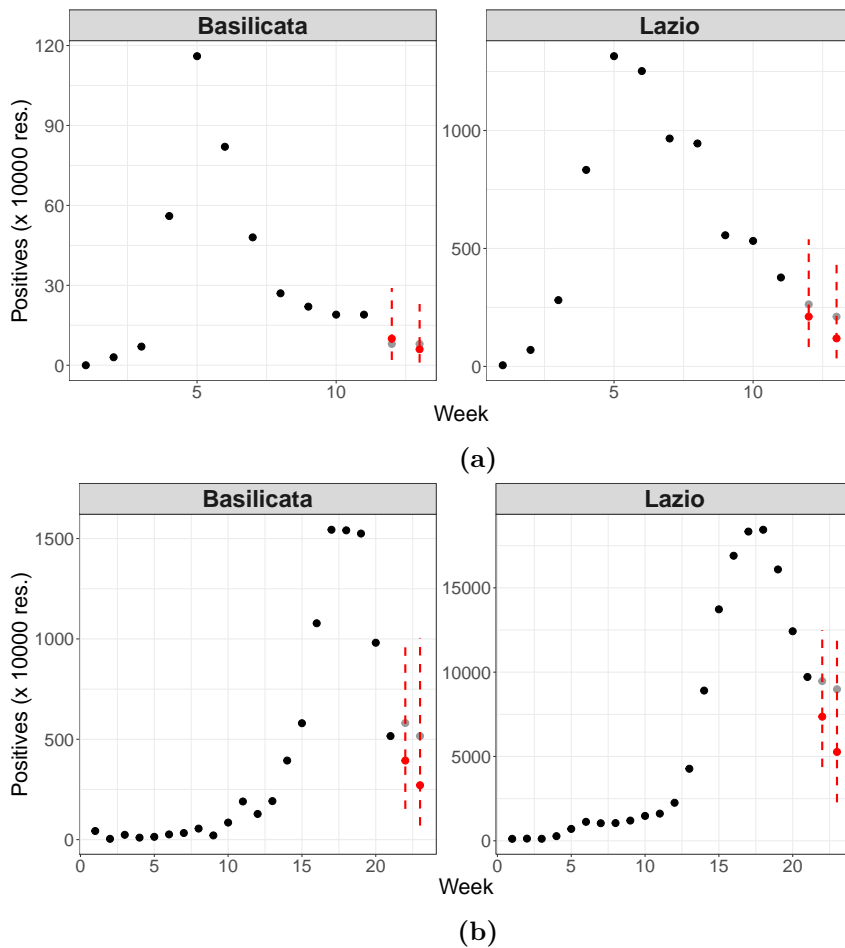 Basilicata Lazio
Positives (x 10000 res.)
120
90
60
30
0
1000
500
0
5 10 5 10
Week
(a)
Basilicata Lazio
Positives (x 10000 res.)
1500
1000
500
0
15000
10000
5000
0
0 5 10 15 20 0 5 10 15 20
Week
(b)